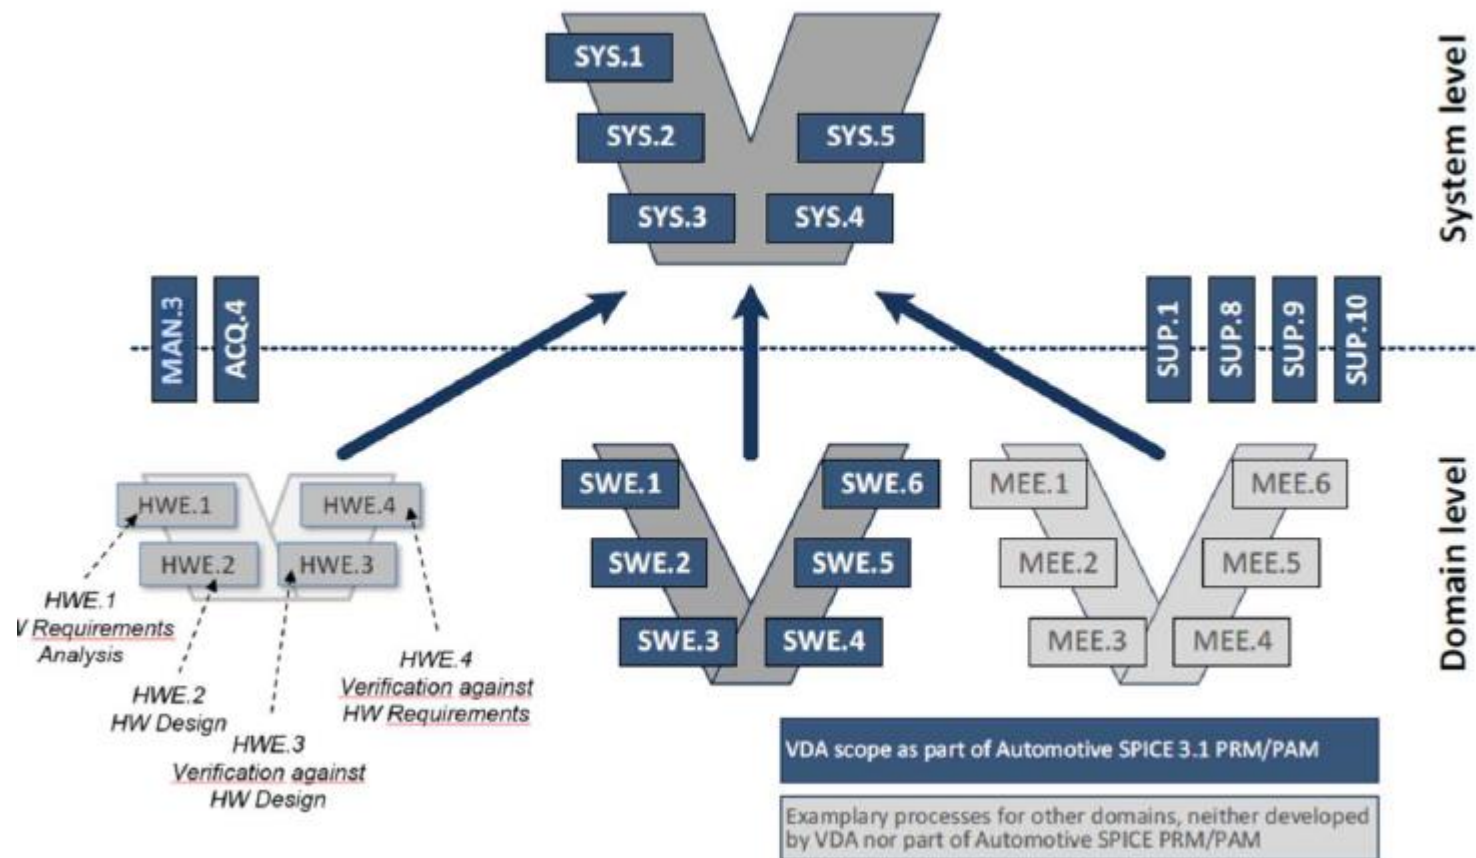 SYS.1
SYS.2
SYS.5
SYS.3
SYS.4
System level
MAN.3
ACQ.4
SUP.1
SUP.8
SUP.9
SUP.10
HWE.1
HWE.4
HWE.2
HWE.3
HWE.1
Requirements
Analysis
HWE.2
HW Design
HWE.3
Verification against
HW Design
HWE.4
Verification against
HW Requirements
SWE.1
SWE.6
SWE.2
SWE.5
SWE.3
SWE.4
MEE.1
MEE.6
MEE.2
MEE.5
MEE.3
MEE.4
Domain level
VDA scope as part of Automotive SPICE 3.1 PRM/PAM
Examplary processes for other domains, neither developed
by VDA nor part of Automotive SPICE PRM/PAM